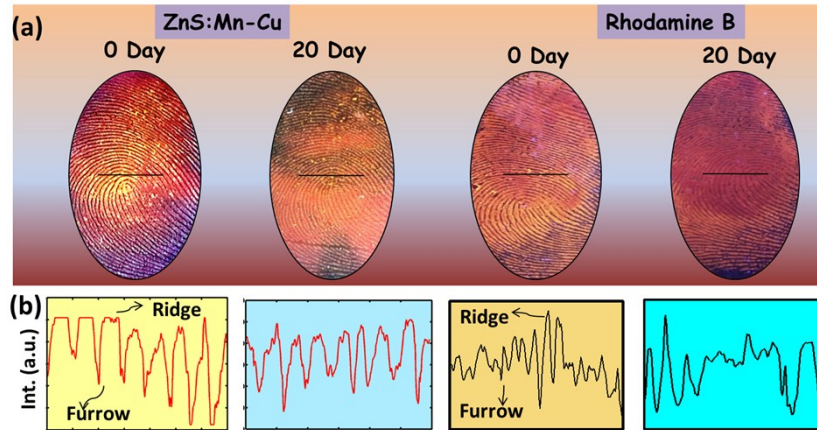 (a)
ZnS:Mn-Cu
Rhodamine B
0 Day
20 Day
0 Day
20 Day
(b)
Int. (a.u.)
Ridge
Furrow
Ridge
Furrow